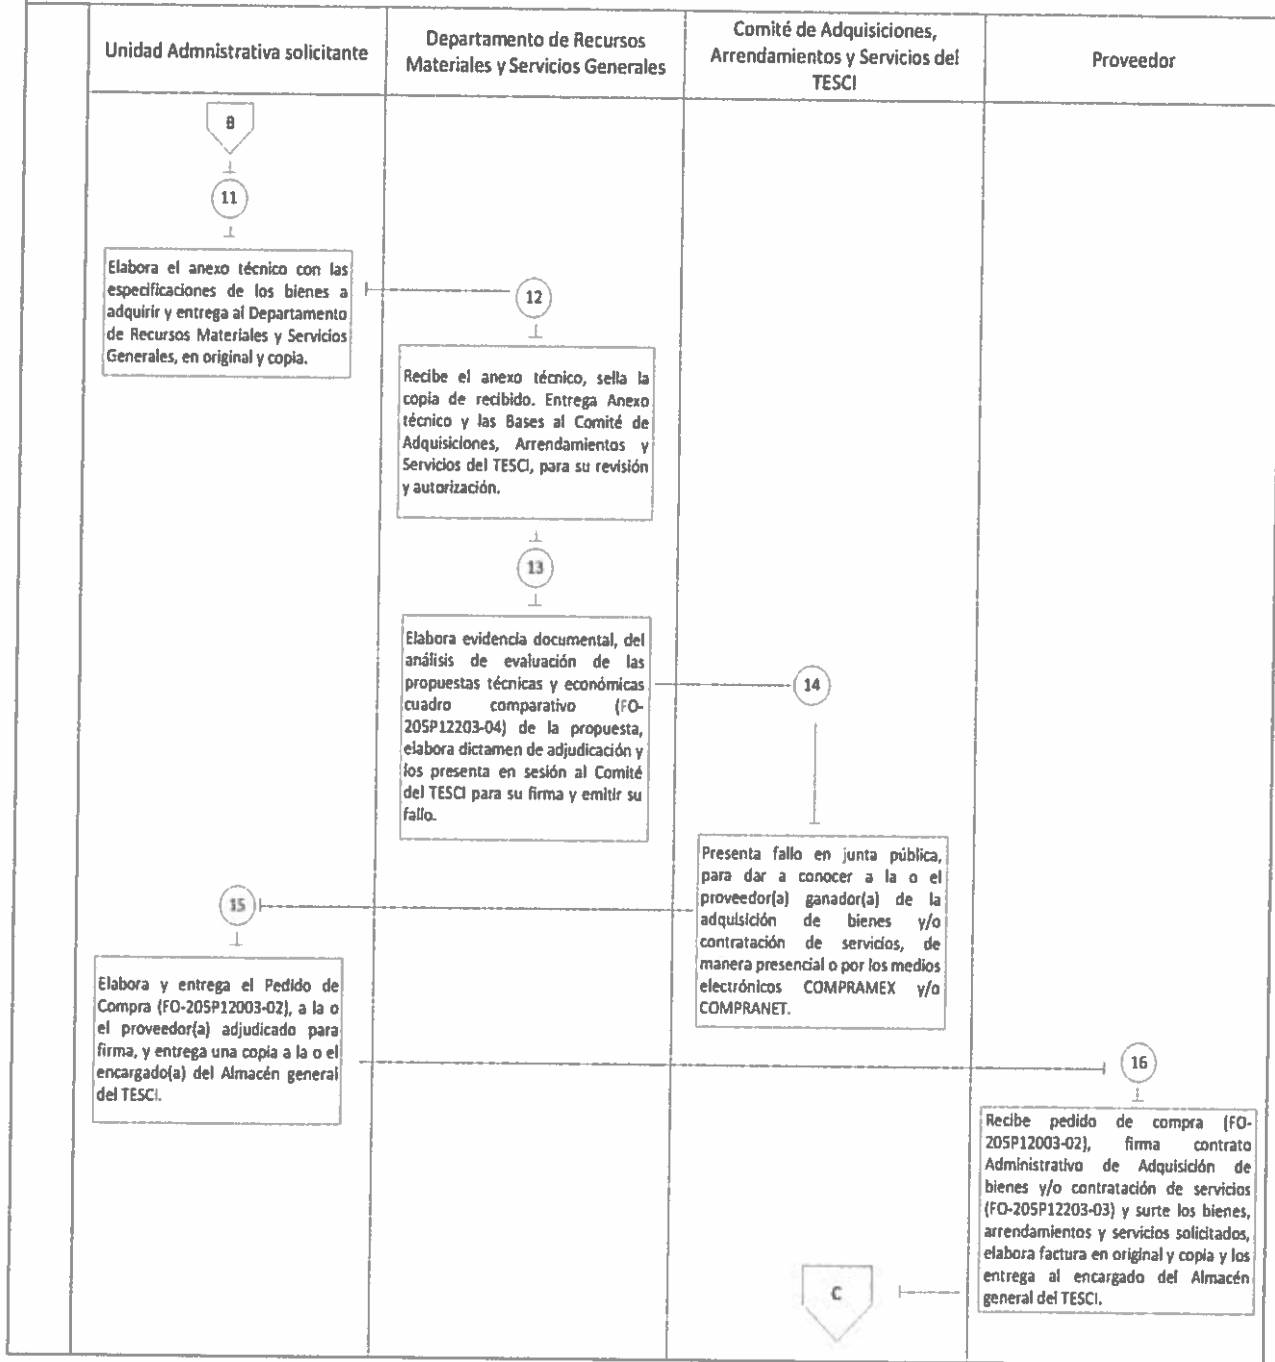 Unidad Admnistrativa solicitante
Departamento de Recursos
Materiales y Servicios Generales
Comité de Adquisiciones,
Arrendamientos y Servicios del
TESCI
Proveedor
B
11
Elabora el anexo técnico con las
especificaciones de los bienes a
adquirir y entrega al Departamento
de Recursos Materiales y Servicios
Generales, en original y copia.
12
Recibe el anexo técnico, sella la
copia de recibido. Entrega Anexo
técnico y las Bases al Comité de
Adquisiciones, Arrendamientos y
Servicios del TESCI, para su revisión
y autorización.
13
Elabora evidencia documental, del
análisis de evaluación de las
propuestas técnicas y económicas
cuadro comparativo (FO-
205P12203-04) de la propuesta,
elabora dictamen de adjudicación y
los presenta en sesión al Comité
del TESCI para su firma y emitir su
fallo.
14
Presenta fallo en junta pública,
para dar a conocer a la o el
proveedor(a) ganador(a) de la
adquisición de bienes y/o
contratación de servicios, de
manera presencial o por los medios
electrónicos COMPRAMEX y/o
COMPRANET.
15
Elabora y entrega el Pedido de
Compra (FO-205P12003-02), a la o
el proveedor(a) adjudicado para
firma, y entrega una copia a la o el
encargado(a) del Almacén general
del TESCI.
16
Recibe pedido de compra (FO-
205P12003-02), firma contrato
Administrativo de Adquisición de
bienes y/o contratación de servicios
(FO-205P12203-03) y surte los bienes,
arrendamientos y servicios solicitados,
elabora factura en original y copia y los
entrega al encargado del Almacén
general del TESCI.
C